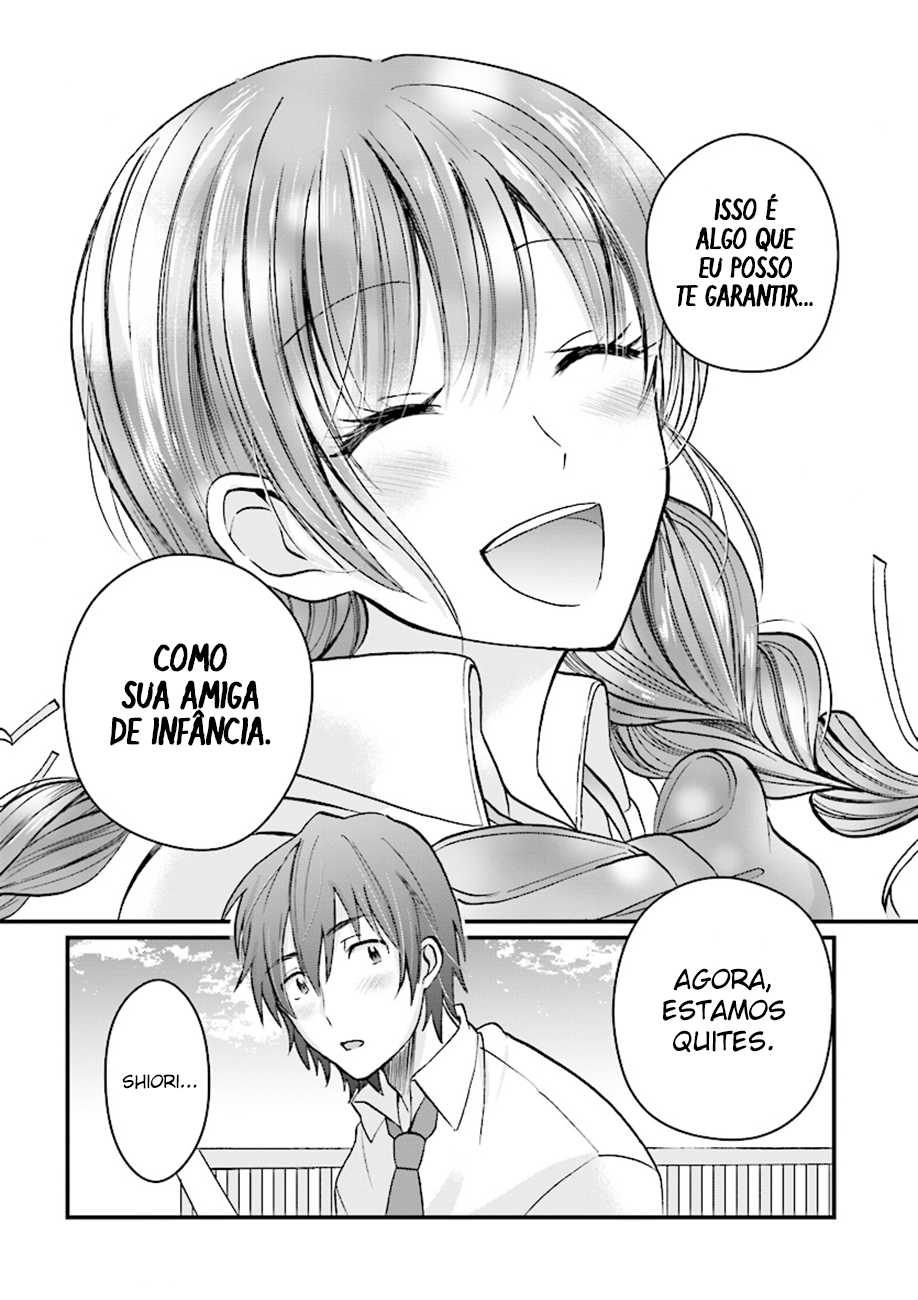 ISSO É
ALGO QUE
EU POSSO
TE GARANTIR...
COMO
SUA AMIGA
DE INFÂNCIA.
AGORA,
ESTAMOS
QUITES.
SHIORI...